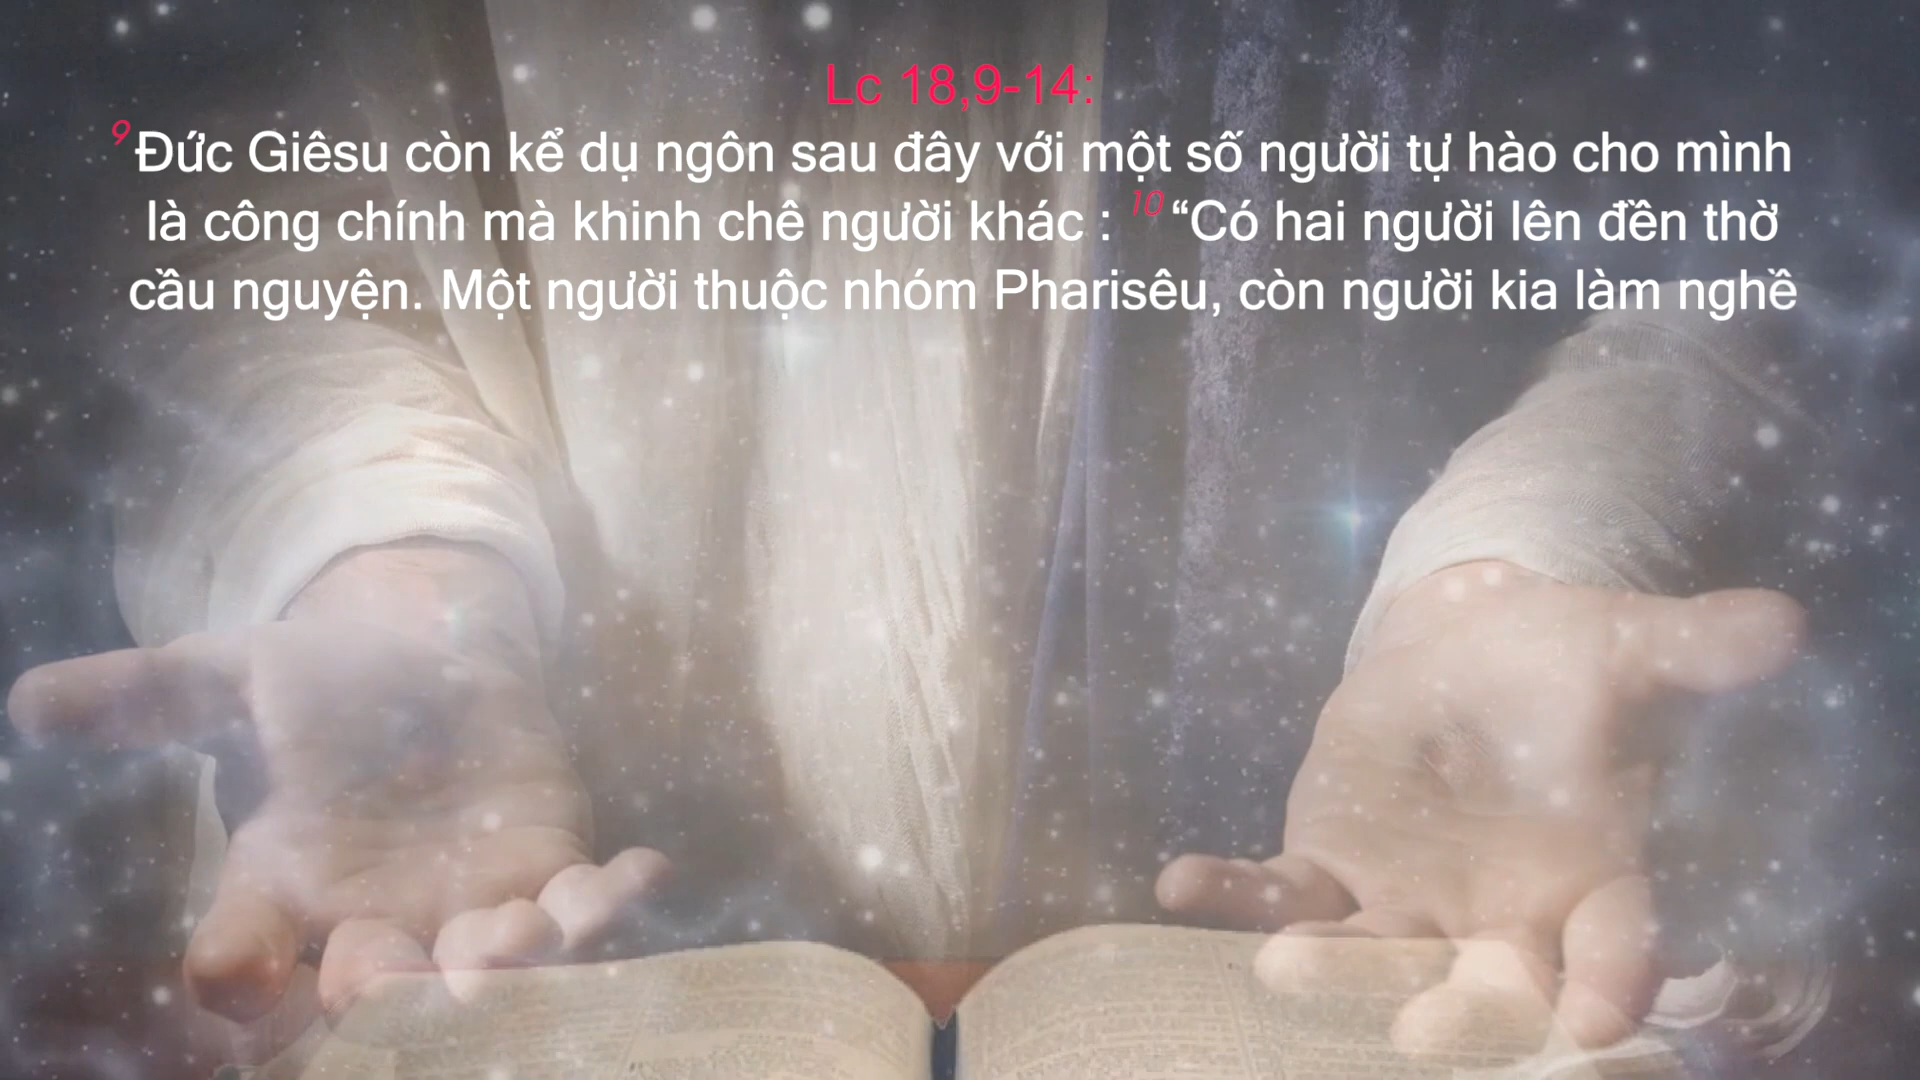 Lc 18,9-14:
9 Đức Giêsu còn kể dụ ngôn sau đây với một số người tự hào cho mình
là công chính mà khinh chê người khác : 10 “Có hai người lên đền thờ
cầu nguyện. Một người thuộc nhóm Pharisêu, còn người kia làm nghề